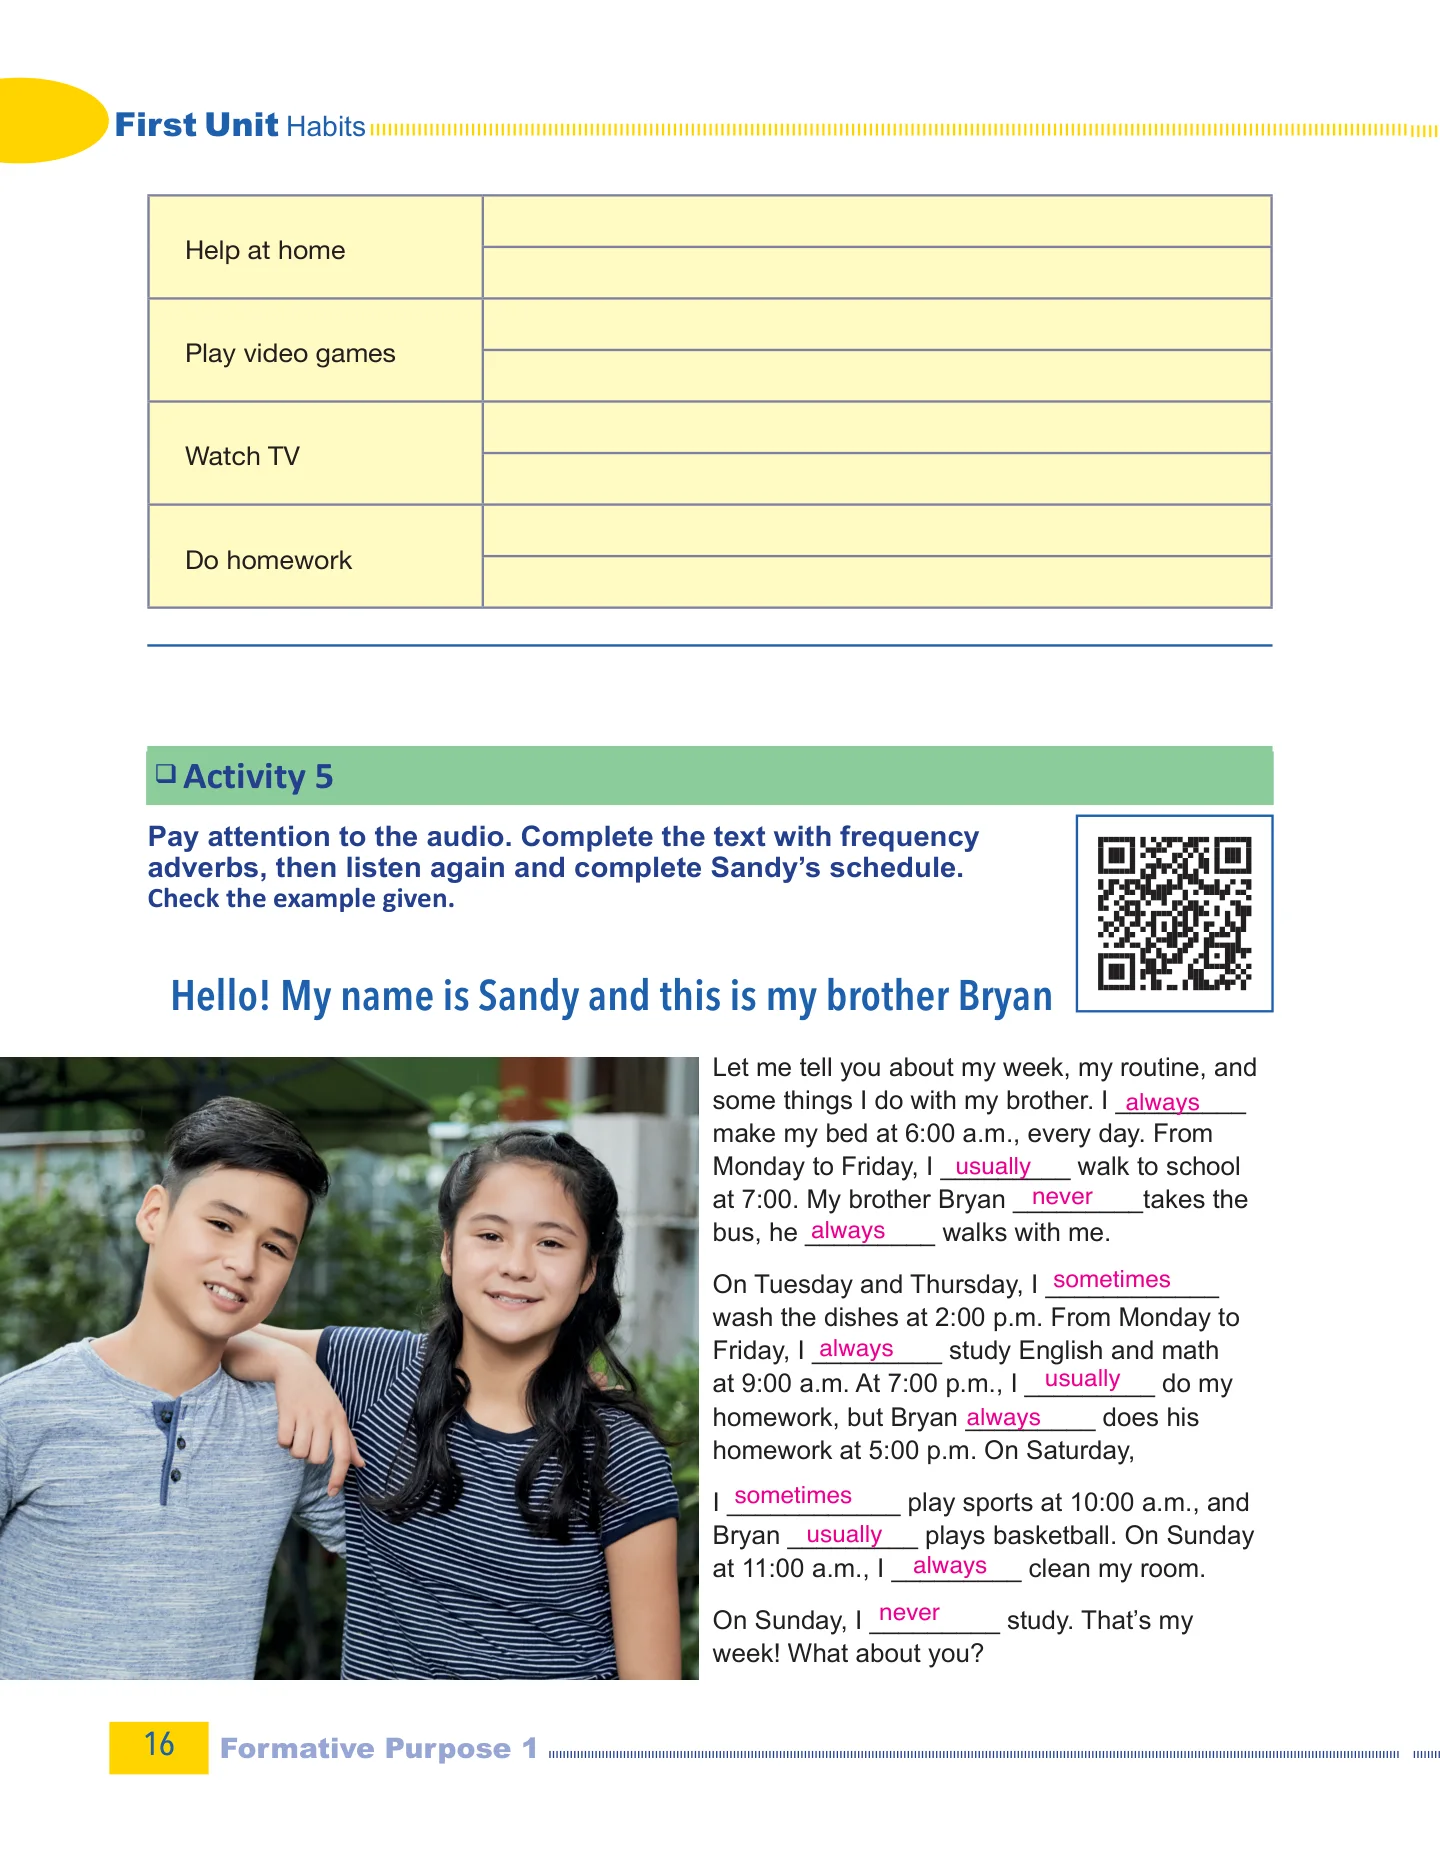 First Unit Habits
Help at home
Play video games
Watch TV
Do homework
❑ Activity 5
Pay attention to the audio. Complete the text with frequency
adverbs, then listen again and complete Sandy’s schedule.
Check the example given.
Hello! My name is Sandy and this is my brother Bryan
Let me tell you about my week, my routine, and
some things I do with my brother. I always
make my bed at 6:00 a.m., every day. From
Monday to Friday, I usually walk to school
at 7:00. My brother Bryan never takes the
bus, he always walks with me.
On Tuesday and Thursday, I sometimes
wash the dishes at 2:00 p.m. From Monday to
Friday, I always study English and math
at 9:00 a.m. At 7:00 p.m., I usually do my
homework, but Bryan always does his
homework at 5:00 p.m. On Saturday,
I sometimes play sports at 10:00 a.m., and
Bryan usually plays basketball. On Sunday
at 11:00 a.m., I always clean my room.
On Sunday, I never study. That’s my
week! What about you?
16 Formative Purpose 1